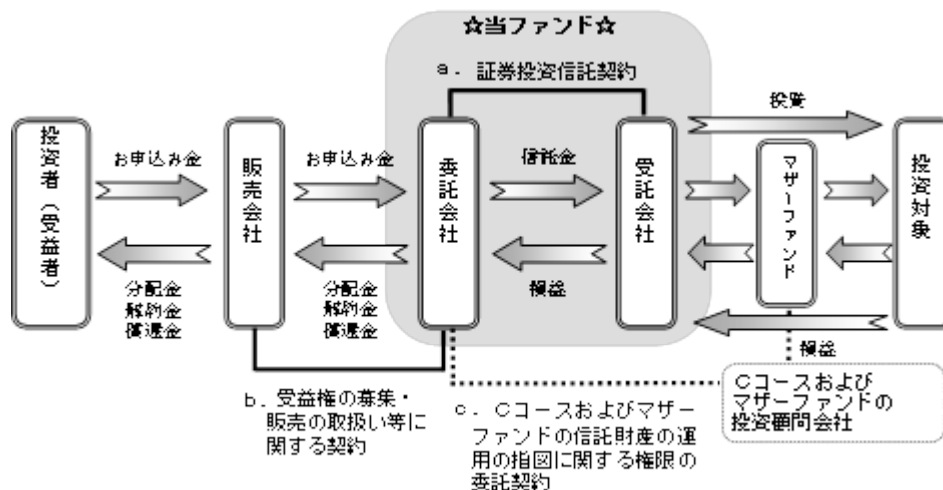 ☆当ファンド☆
a．証券投資信託契約
投資者（受益者）
お申込み金
分配金
解約金
償還金
販売会社
お申込み金
分配金
解約金
償還金
委託会社
信託金
損益
受託会社
投資
マザーファンド
損益
投資対象
b．受益権の募集・
販売の取扱い等に
関する契約
c．Cコースおよびマザー
ファンドの信託財産の運
用の指図に関する権限の
委託契約
Cコースおよび
マザーファンドの
投資顧問会社